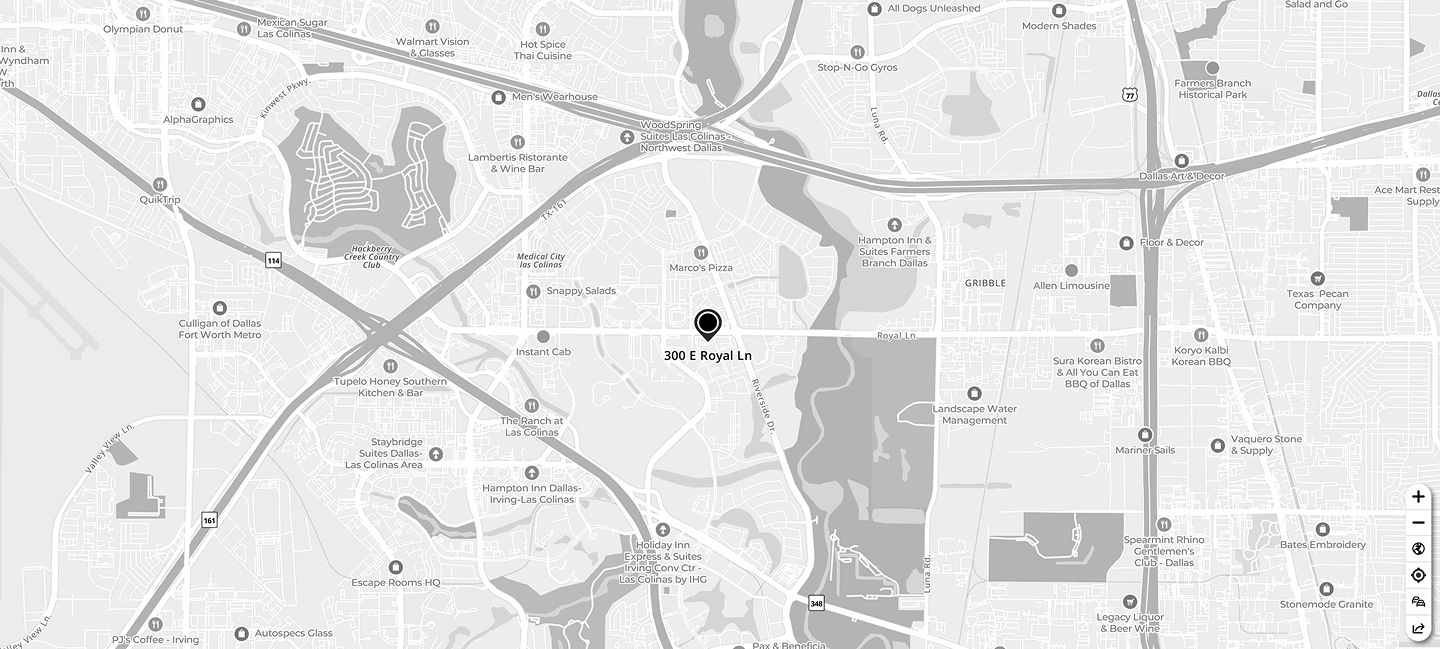 Olympian Donut
Mexican Sugar
Las Colinas
Walmart Vision
& Glasses
Hot Spice
Thai Cuisine
All Dogs Unleashed
Modern Shades
Salad and Go
Inn &
Wyndham
W
rth
Stop-N-Go Gyros
Farmers Branch
Historical Park
77
Kinwest Pkwy.
Men's Wearhouse
AlphaGraphics
Luna Rd.
Dallas
Ce
WoodSpring
Suites Las Colinas -
Northwest Dallas
Lambertis Ristorante
& Wine Bar
Dallas Art & Decor
Ace Mart Rest
Supply
QuikTrip
TX-161
Hackberry
Creek Country
Club
114
Medical City
las Colinas
Marco's Pizza
Hampton Inn &
Suites Farmers
Branch Dallas
Floor & Decor
GRIBBLE
Allen Limousine
Snappy Salads
Texas Pecan
Company
Culligan of Dallas
Fort Worth Metro
Instant Cab
300 E Royal Ln
Royal Ln.
Sura Korean Bistro
& All You Can Eat
BBQ of Dallas
Koryo Kalbi
Korean BBQ
Tupelo Honey Southern
Kitchen & Bar
Riverside Dr.
The Ranch at
Las Colinas
Landscape Water
Management
Valley View Ln.
Staybridge
Suites Dallas-
Las Colinas Area
Mariner Sails
Vaquero Stone
& Supply
Hampton Inn Dallas-
Irving-Las Colinas
161
Holiday Inn
Express & Suites
Irving Conv Ctr -
Las Colinas by IHG
Spearmint Rhino
Gentlemen's
Club - Dallas
Bates Embroidery
Escape Rooms HQ
Luna Rd.
348
Stonemode Granite
Legacy Liquor
& Beer Wine
alley View Ln.
PJ's Coffee - Irving
Autospecs Glass
Pax & Beneficia